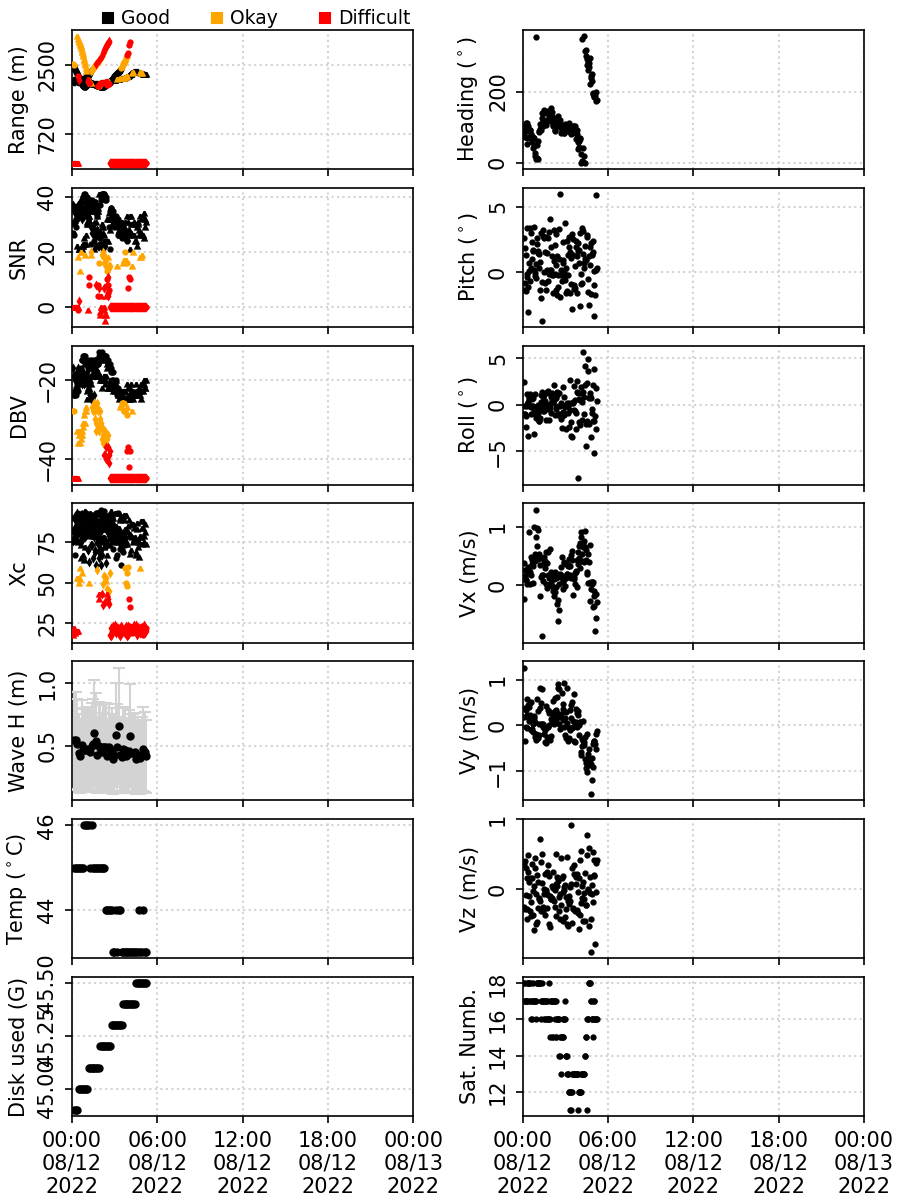 Good Okay Difficult
Range (m)
2500
720
Heading (°)
200
0
SNR
40
20
0
Pitch (°)
5
0
DBV
−20
−40
Roll (°)
5
0
−5
Xc
75
50
25
Vx (m/s)
1
0
Wave H (m)
1.0
0.5
Vy (m/s)
1
0
−1
Temp (°C)
46
44
Vz (m/s)
1
0
Disk used (G)
45.50
45.25
45.00
Sat. Numb.
18
16
14
12
00:00 06:00 12:00 18:00 00:00
08/12 08/12 08/12 08/12 08/13
2022 2022 2022 2022 2022
00:00 06:00 12:00 18:00 00:00
08/12 08/12 08/12 08/12 08/13
2022 2022 2022 2022 2022